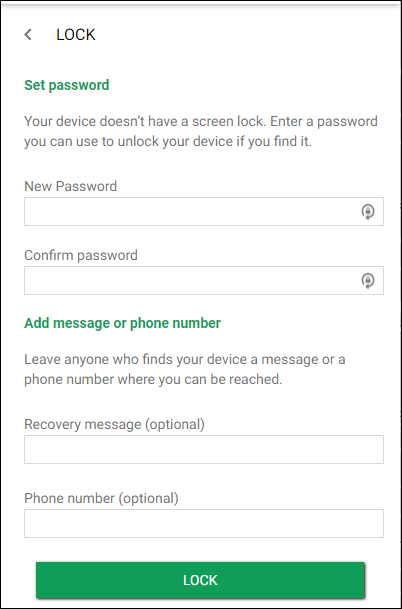 LOCK
Set password
Your device doesn't have a screen lock. Enter a password
you can use to unlock your device if you find it.
New Password
Confirm password
Add message or phone number
Leave anyone who finds your device a message or a
phone number where you can be reached.
Recovery message (optional)
Phone number (optional)
LOCK